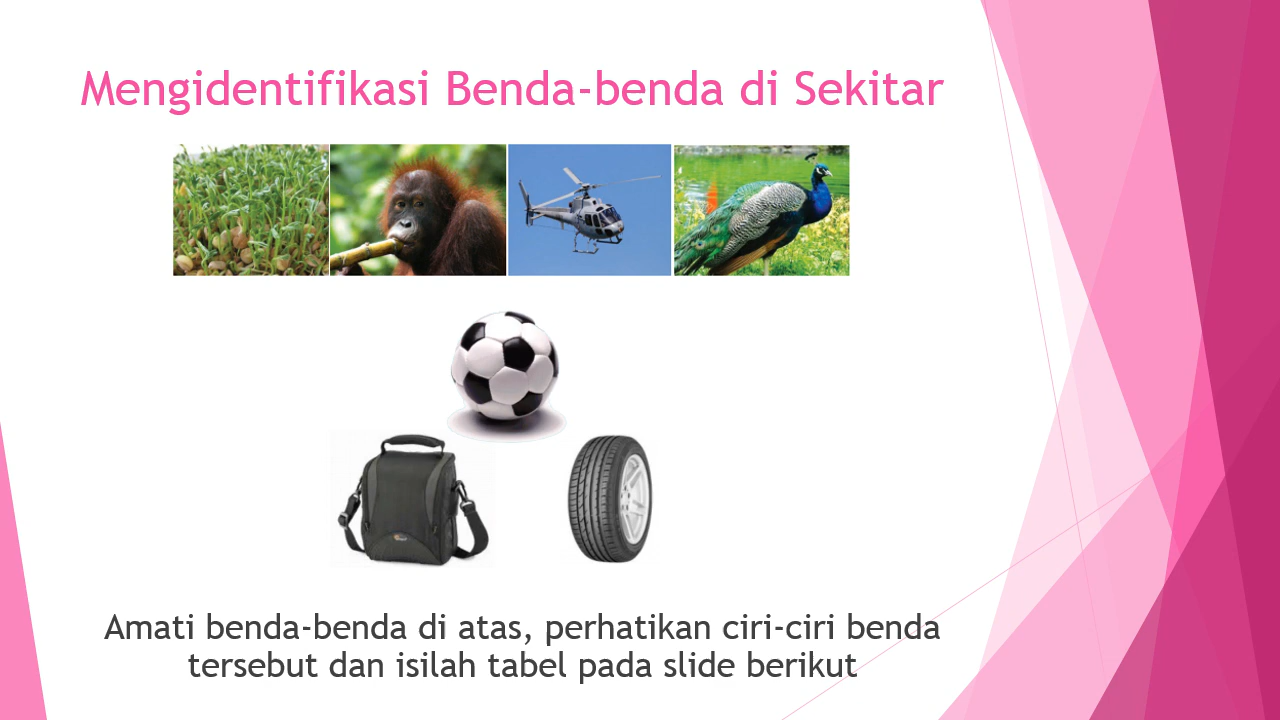 Mengidentifikasi Benda-benda di Sekitar
Amati benda-benda di atas, perhatikan ciri-ciri benda
tersebut dan isilah tabel pada slide berikut